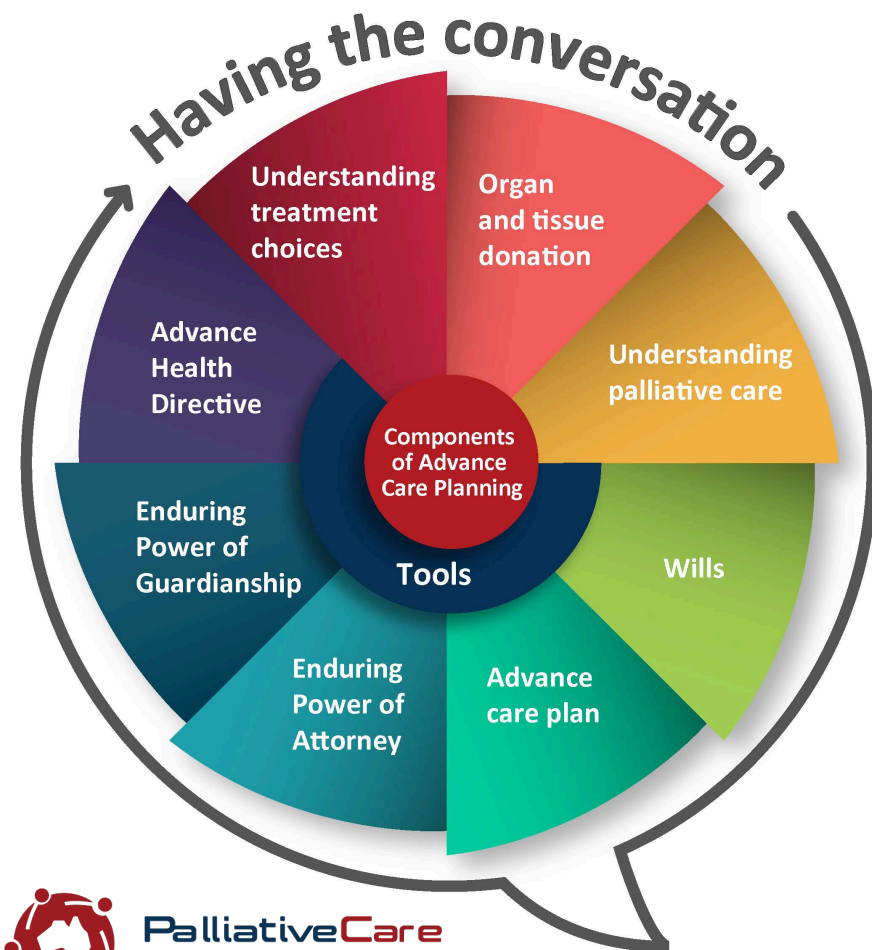 Having the conversation
Understanding
treatment
choices
Organ
and tissue
donation
Understanding
palliative care
Wills
Advance
care plan
Enduring
Power of
Attorney
Enduring
Power of
Guardianship
Advance
Health
Directive
Components
of Advance
Care Planning
Tools
PalliativeCare